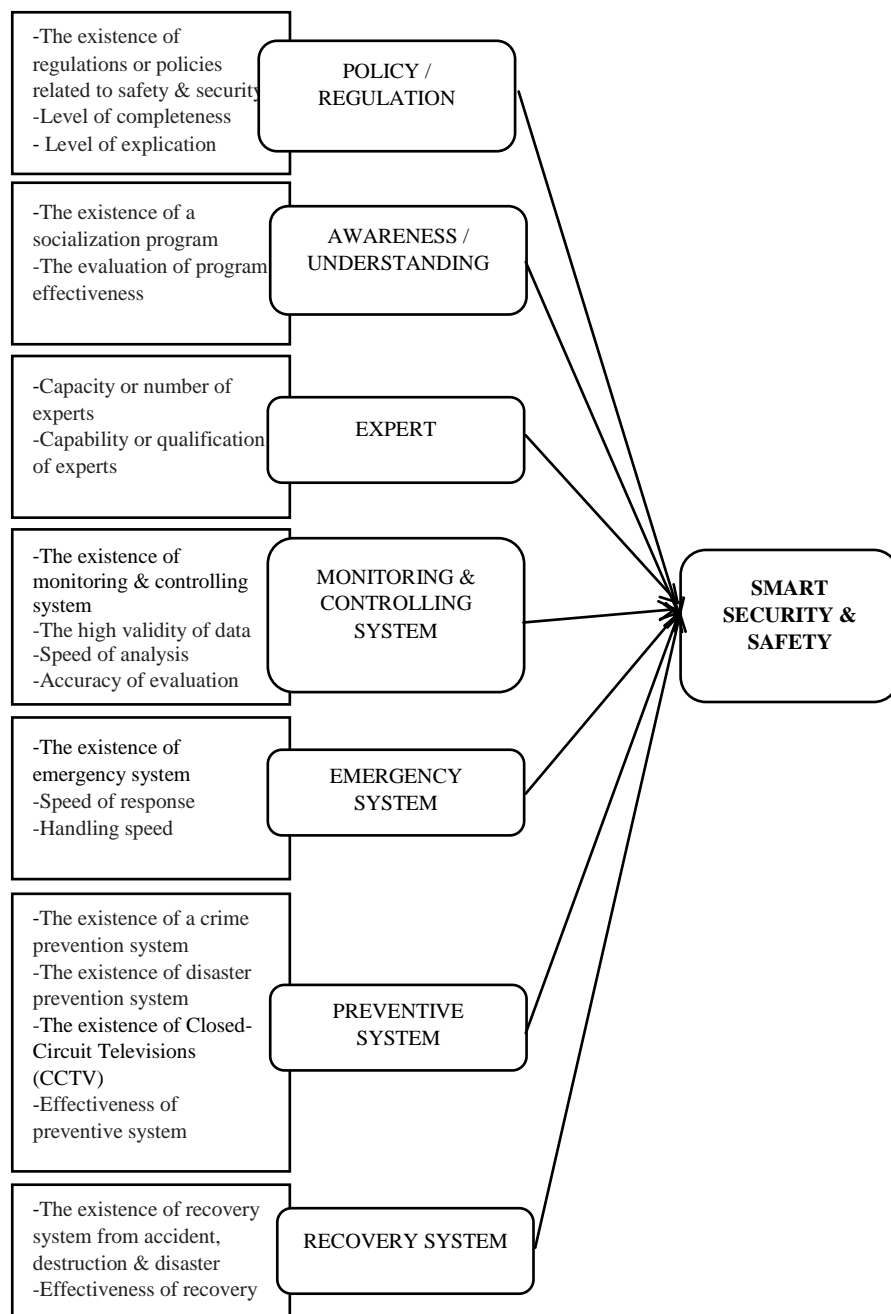 -The existence of
regulations or policies
related to safety & security
-Level of completeness
- Level of explication
POLICY /
REGULATION
-The existence of a
socialization program
-The evaluation of program
effectiveness
AWARENESS /
UNDERSTANDING
-Capacity or number of
experts
-Capability or qualification
of experts
EXPERT
-The existence of
monitoring & controlling
system
-The high validity of data
-Speed of analysis
-Accuracy of evaluation
MONITORING &
CONTROLLING
SYSTEM
SMART
SECURITY &
SAFETY
-The existence of
emergency system
-Speed of response
-Handling speed
EMERGENCY
SYSTEM
-The existence of a crime
prevention system
-The existence of disaster
prevention system
-The existence of Closed-
Circuit Televisions
(CCTV)
-Effectiveness of
preventive system
PREVENTIVE
SYSTEM
-The existence of recovery
system from accident,
destruction & disaster
-Effectiveness of recovery
RECOVERY SYSTEM